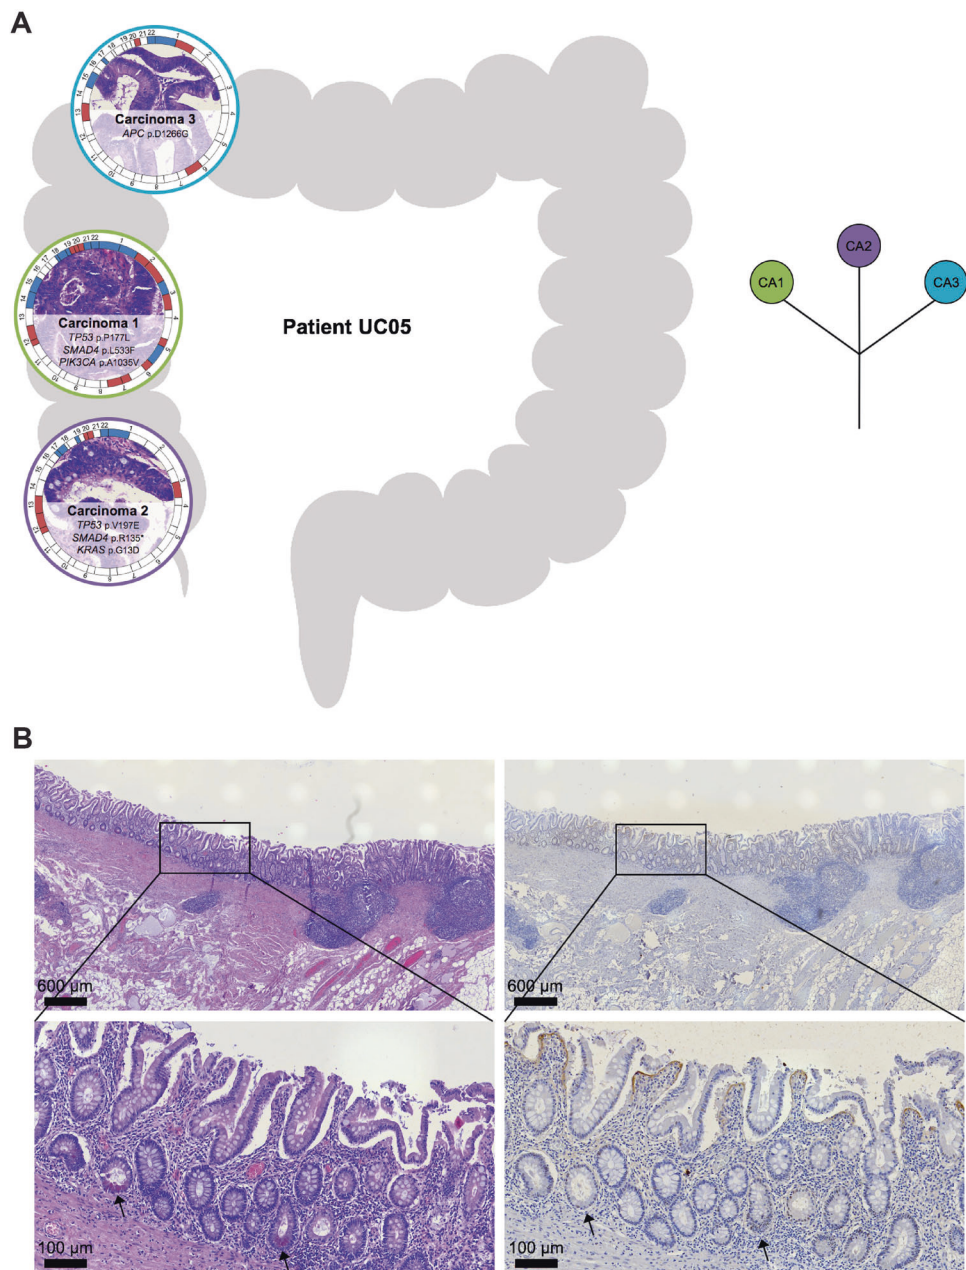 A
Carcinoma 3
APC p.D1266G
Carcinoma 1
TP53 p.P177L
SMAD4 p.L533F
PIK3CA p.A1035V
Carcinoma 2
TP53 p.V197E
SMAD4 p.R135*
KRAS p.G13D
Patient UC05
CA1
CA2
CA3
B
600 µm
600 µm
100 µm
100 µm